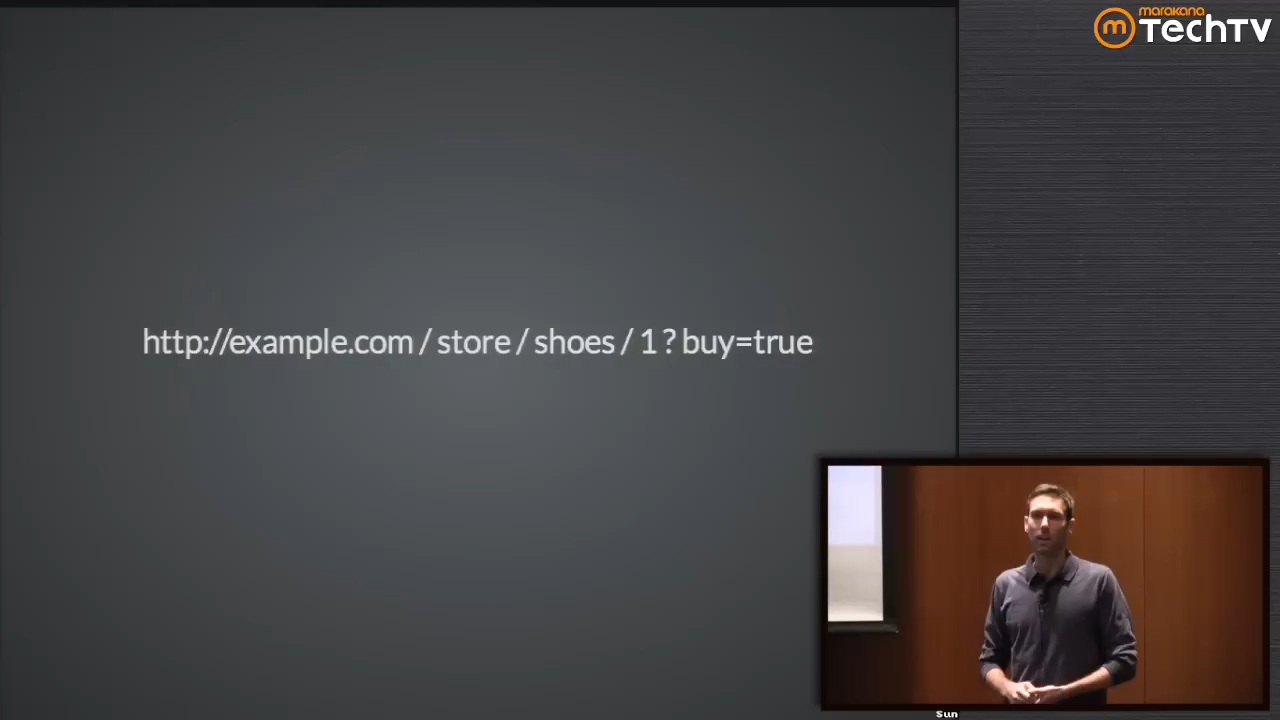 marakana
TechTV
http://example.com / store / shoes / 1 ? buy=true
Sun